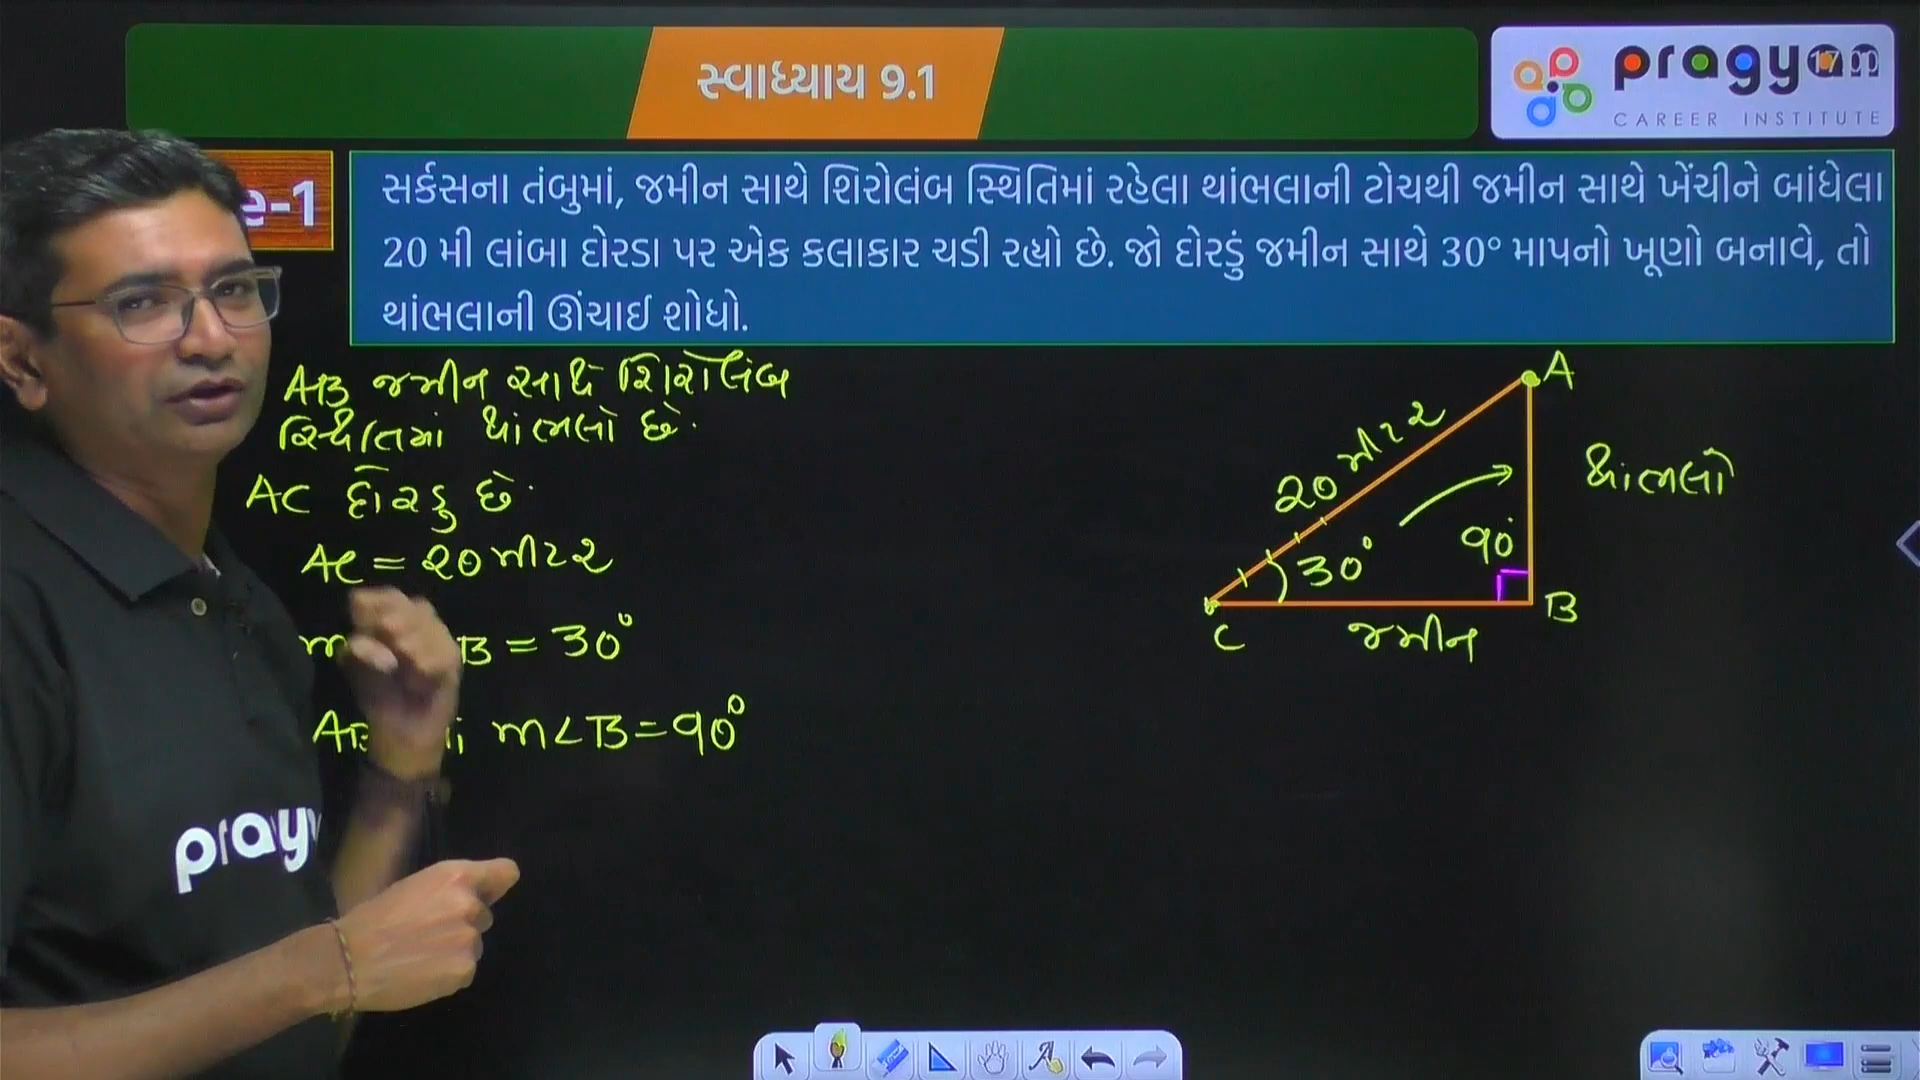 સ્વાધ્યાય 9.1
CAREER INSTITUTE
e-1
સર્કસના તંબુમાં, જમીન સાથે શિરોલંબ સ્થિતિમાં રહેલા થાંભલાની ટોચથી જમીન સાથે ખેંચીને બાંધેલા
20 મી લાંબા દોરડા પર એક કલાકાર ચડી રહ્યો છે. જો દોરડું જમીન સાથે 30° માપનો ખૂણો બનાવે, તો
થાંભલાની ઊંચાઈ શોધો.
AB જમીન સાથે શિરોલંબ
સ્થિતિમાં થાંભલો છે.
AC દોરડુ છે.
AC = 20 મીટર
m B = 30°
AB m∠B = 90°
A
20 મીટર
થાંભલો
30°
90°
C
જમીન
B